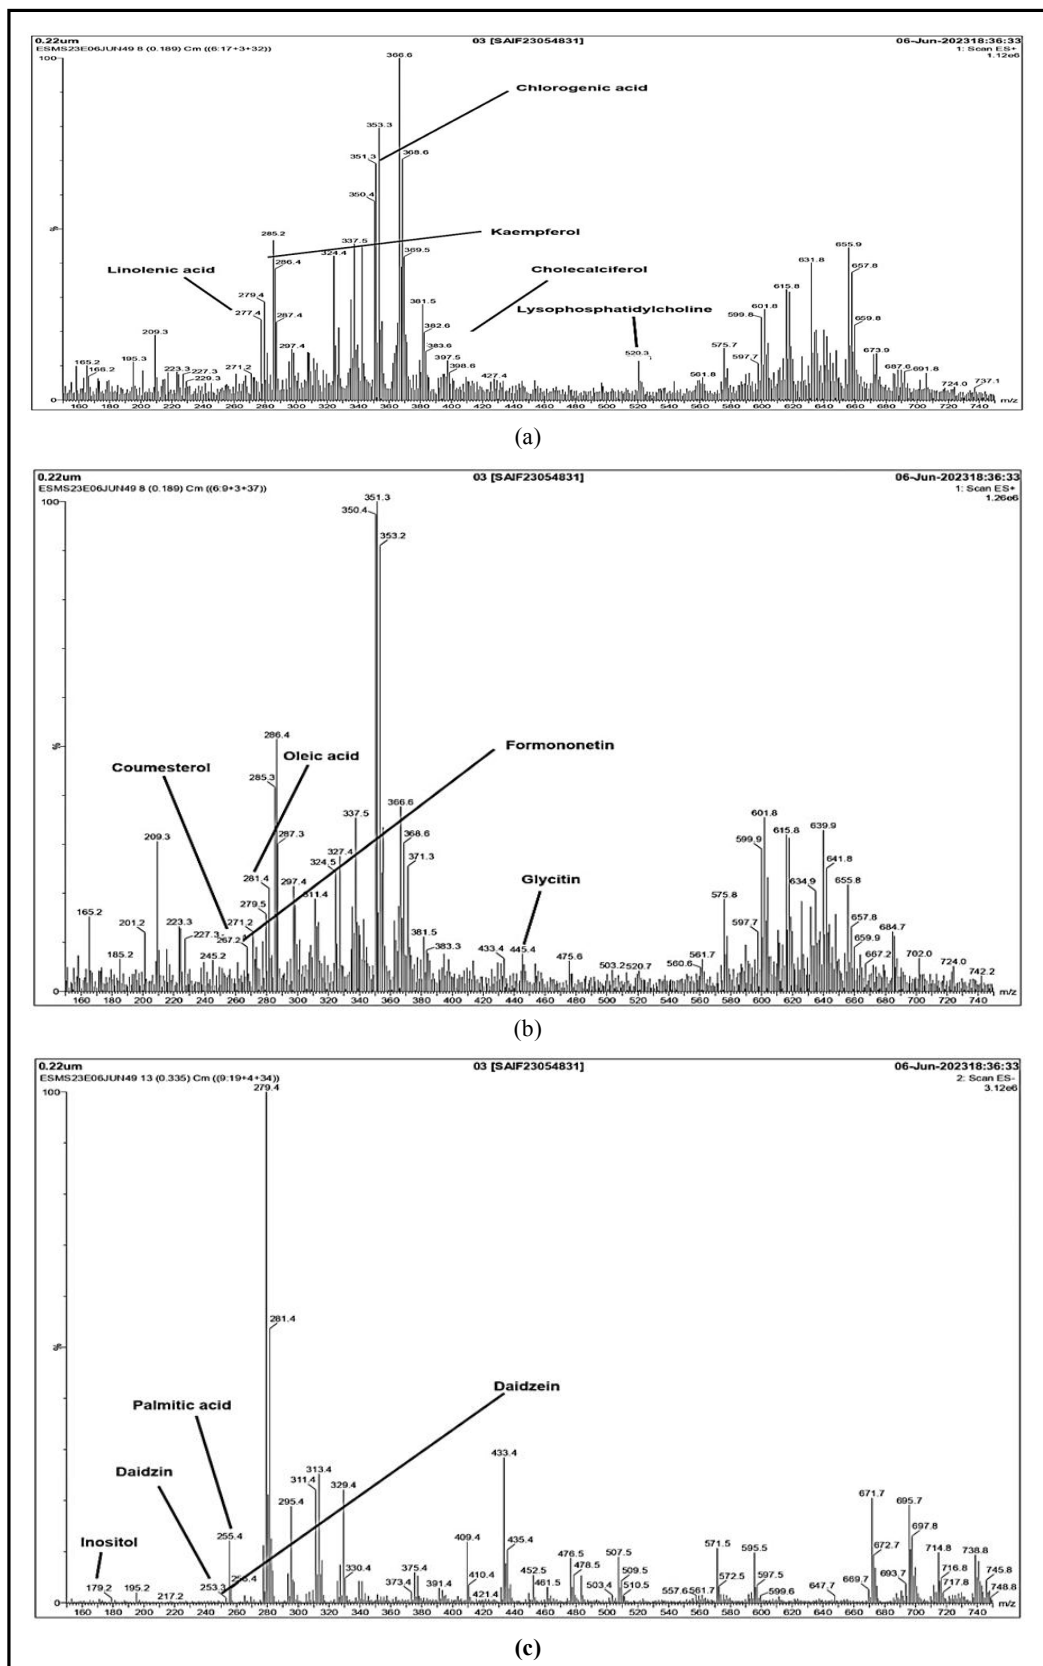 0.22um 03 [SAIF23054831] 06-Jun-202318:36:33
ESMS23E06JUN49 8 (0.189) Cm ((6:17+3+32)) 1: Scan ES+
1.12e6
366.6
100
Chlorogenic acid
353.3
351.3 368.6
350.4
%
285.2 337.5 Kaempferol 655.9
324.4 369.5
Linolenic acid 286.4 Cholecalciferol 631.8 657.8
279.4 381.5 Lysophosphatidylcholine 615.8
277.4 287.4 601.8
599.8
209.3 382.6 659.8
297.4 383.6 520.3 575.7 673.9
165.2 195.3 397.5 597.7
166.2 223.3 227.3 271.2 398.6 687.6 691.8
229.3 427.4 561.8 724.0 737.1
0
160 180 200 220 240 260 280 300 320 340 360 380 400 420 440 460 480 500 520 540 560 580 600 620 640 660 680 700 720 740 m/z
(a)
0.22um 03 [SAIF23054831] 06-Jun-202318:36:33
ESMS23E06JUN49 8 (0.189) Cm ((6:9+3+37)) 1: Scan ES+
1.26e6
351.3
100
350.4
353.2
%
286.4 Oleic acid Formononetin
Coumesterol 285.3
366.6 601.8
209.3 287.3 337.5 368.6 599.9 615.8 639.9
327.4 371.3
324.5 641.8
281.4 297.4 Glycitin 634.9 655.8
279.5 311.4 575.8
165.2
201.2 223.3 271.2 597.7 657.8
227.3 267.2 381.5 659.9 684.7
185.2 245.2 383.3 433.4 445.4 475.6 561.7 667.2 702.0
503.2 520.7 560.6 724.0 742.2
0
160 180 200 220 240 260 280 300 320 340 360 380 400 420 440 460 480 500 520 540 560 580 600 620 640 660 680 700 720 740 m/z
(b)
0.22um 03 [SAIF23054831] 06-Jun-202318:36:33
ESMS23E06JUN49 13 (0.335) Cm ((9:19+4+34)) 2: Scan ES-
3.12e6
279.4
100
281.4
%
Daidzein
Palmitic acid
Daidzin 433.4
313.4
311.4 329.4
295.4 671.7 695.7
Inositol 255.4 409.4 435.4 697.8
476.5 507.5 571.5 595.5 672.7 714.8 738.8
179.2 253.3 330.4 375.4 410.4 452.5 478.5 509.5 572.5 597.5 693.7 716.8 745.8
195.2 373.4 391.4 461.5 503.4 510.5 669.7 717.8
217.2 421.4 557.6 561.7 599.6 647.7 748.8
0
160 180 200 220 240 260 280 300 320 340 360 380 400 420 440 460 480 500 520 540 560 580 600 620 640 660 680 700 720 740 m/z
(c)